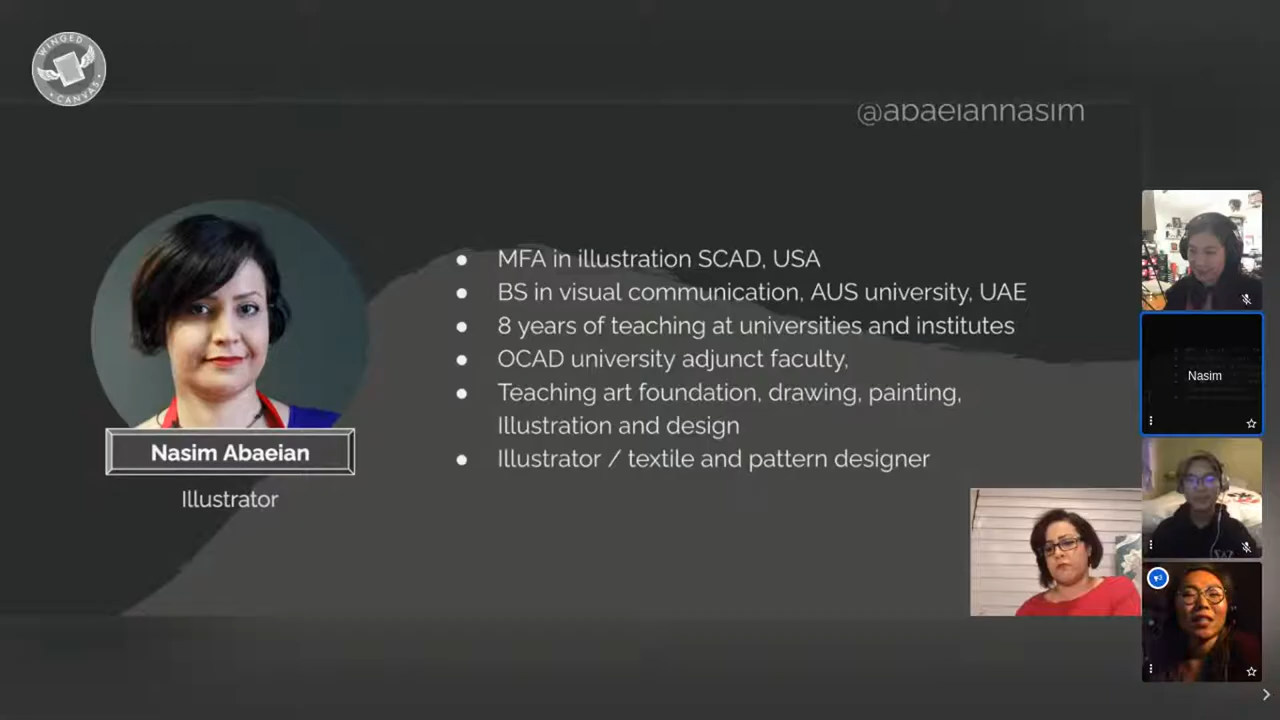 WINGED
CANVAS
@abaeiannasim
MFA in illustration SCAD, USA
BS in visual communication, AUS university, UAE
8 years of teaching at universities and institutes
OCAD university adjunct faculty,
Teaching art foundation, drawing, painting,
Illustration and design
Illustrator / textile and pattern designer
Nasim Abaeian
Illustrator
Nasim